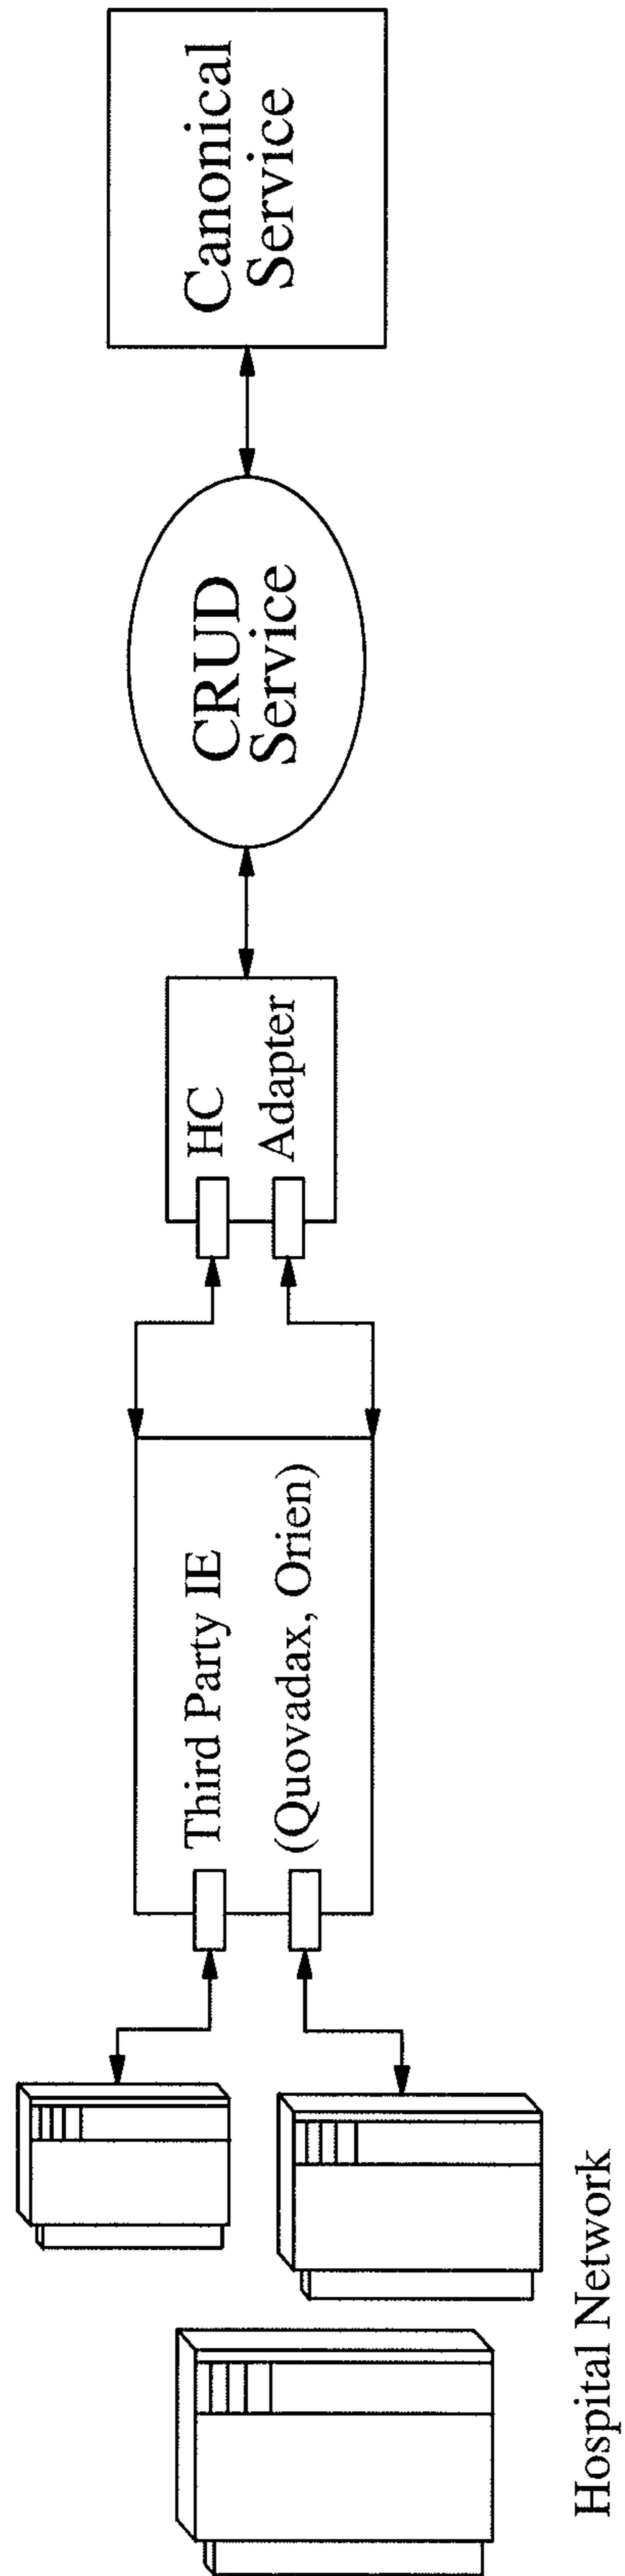 Hospital Network
Third Party IE
(Quovadax, Orien)
HC
Adapter
CRUD
Service
Canonical
Service